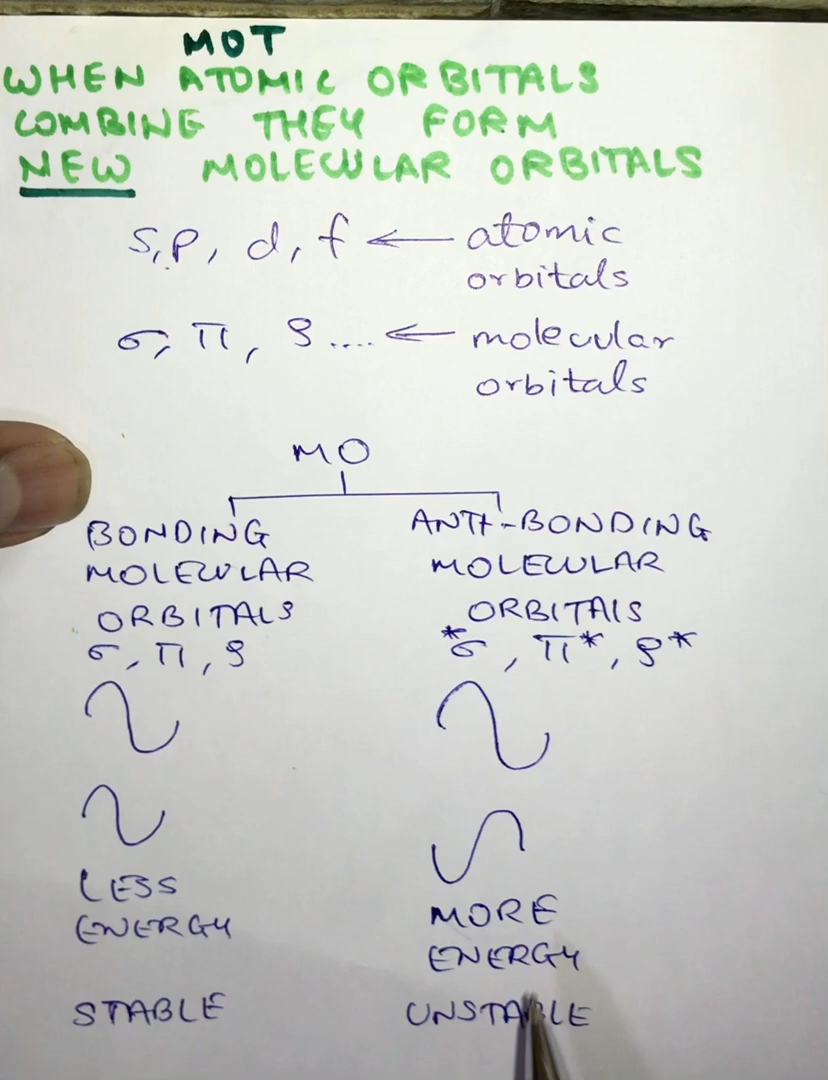 MOT
WHEN ATOMIC ORBITALS
COMBINE THEY FORM
NEW MOLECULAR ORBITALS
s, p, d, f ← atomic
orbitals
σ, π, δ .... ← molecular
orbitals
MO
BONDING
MOLECULAR
ORBITALS
σ, π, δ
LESS
ENERGY
STABLE
ANTI-BONDING
MOLECULAR
ORBITALS
*σ, π*, δ*
MORE
ENERGY
UNSTABLE